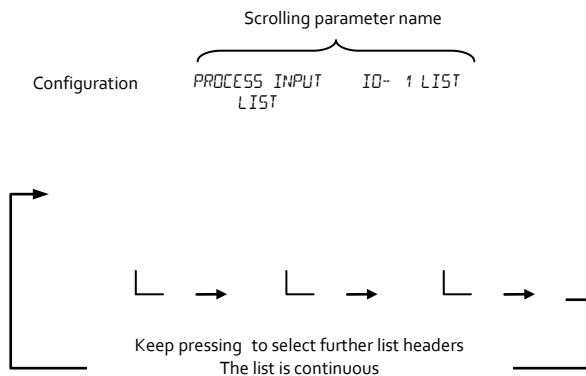 Scrolling parameter name
Configuration PROCESS INPUT IO- 1 LIST
LIST
Keep pressing to select further list headers
The list is continuous